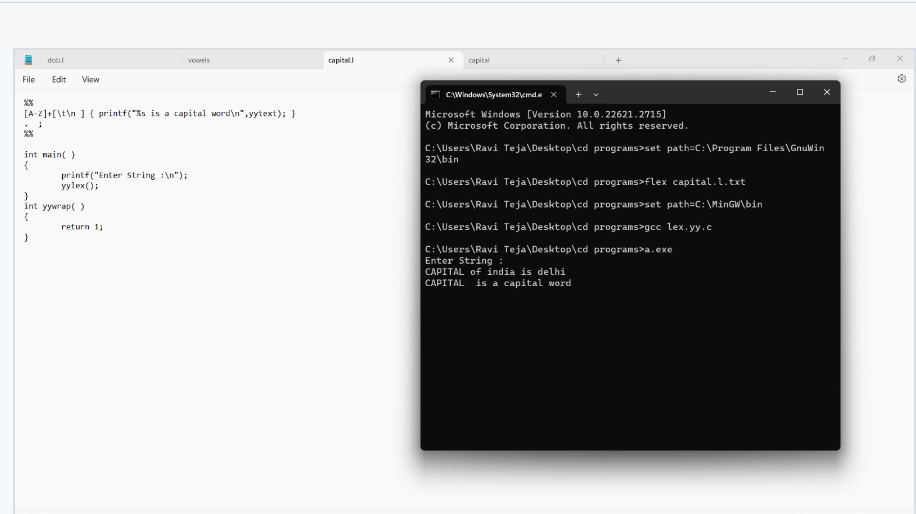 dob.l vowels capital.l × capital +
File Edit View
%%
[A-Z]+[\t\n ] { printf("%s is a capital word\n",yytext); }
. ;
%%
int main( )
{
printf("Enter String :\n");
yylex();
}
int yywrap( )
{
return 1;
}
C:\Windows\System32\cmd.e × +
Microsoft Windows [Version 10.0.22621.2715]
(c) Microsoft Corporation. All rights reserved.
C:\Users\Ravi Teja\Desktop\cd programs>set path=C:\Program Files\GnuWin
32\bin
C:\Users\Ravi Teja\Desktop\cd programs>flex capital.l.txt
C:\Users\Ravi Teja\Desktop\cd programs>set path=C:\MinGW\bin
C:\Users\Ravi Teja\Desktop\cd programs>gcc lex.yy.c
C:\Users\Ravi Teja\Desktop\cd programs>a.exe
Enter String :
CAPITAL of india is delhi
CAPITAL  is a capital word